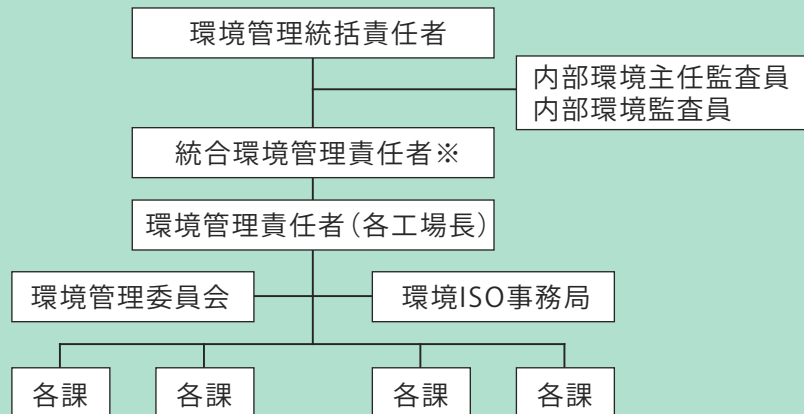 環境管理統括責任者
内部環境主任監査員
内部環境監査員
統合環境管理責任者※
環境管理責任者（各工場長）
環境管理委員会
環境ISO事務局
各課
各課
各課
各課